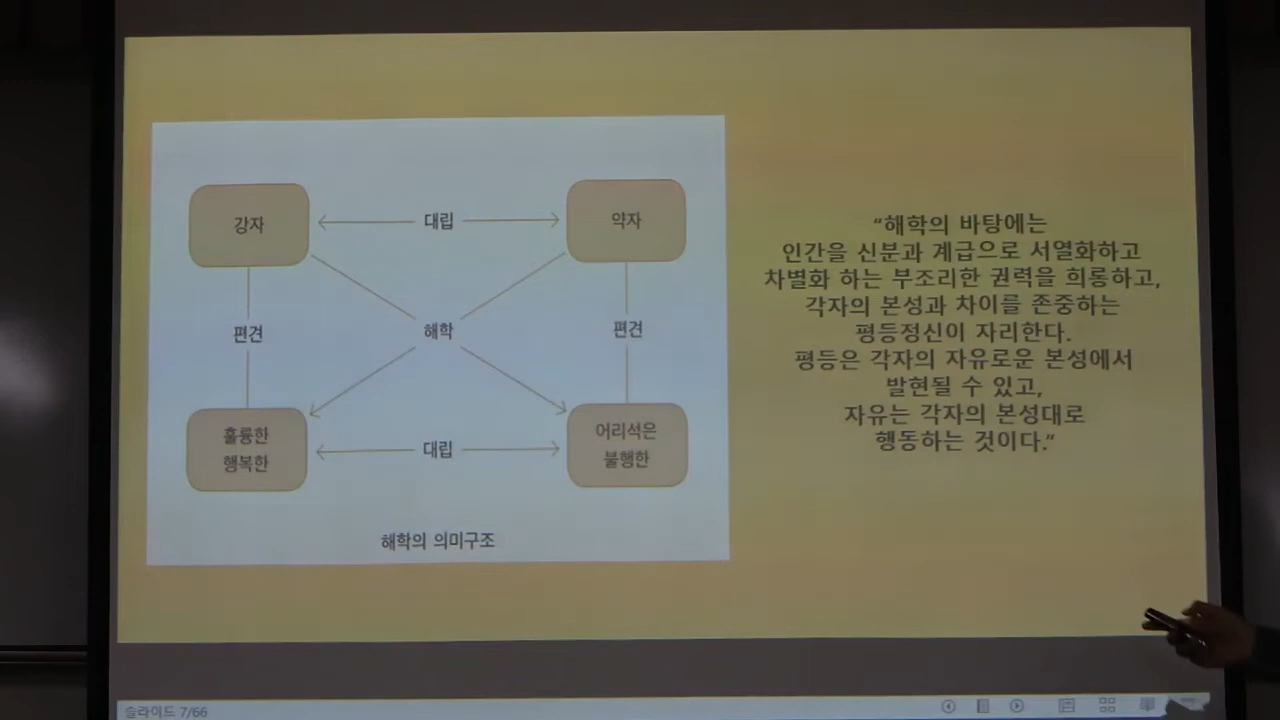 강자
대립
약자
편견
해학
편견
훌륭한
행복한
대립
어리석은
불행한
해학의 의미구조
“해학의 바탕에는
인간을 신분과 계급으로 서열화하고
차별화 하는 부조리한 권력을 희롱하고,
각자의 본성과 차이를 존중하는
평등정신이 자리한다.
평등은 각자의 자유로운 본성에서
발현될 수 있고,
자유는 각자의 본성대로
행동하는 것이다.”
슬라이드 7/66